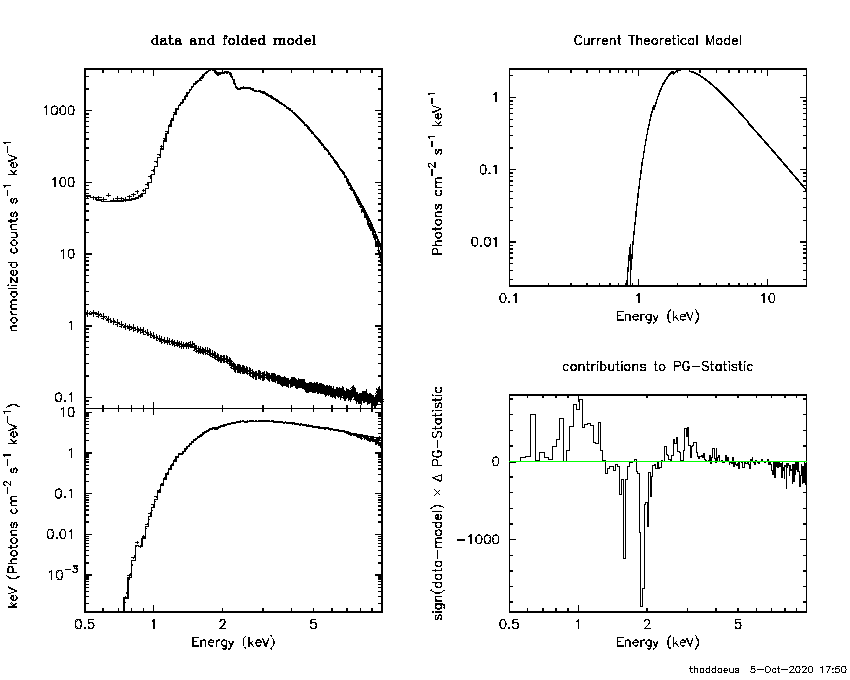 data and folded model
normalized counts s⁻¹ keV⁻¹
1000
100
10
1
0.1
keV (Photons cm⁻² s⁻¹ keV⁻¹)
10
1
0.1
0.01
10⁻³
0.5 1 2 5
Energy (keV)
Current Theoretical Model
Photons cm⁻² s⁻¹ keV⁻¹
1
0.1
0.01
0.1 1 10
Energy (keV)
contributions to PG-Statistic
sign(data-model) × Δ PG-Statistic
0
-1000
0.5 1 2 5
Energy (keV)
thaddaeus 5-Oct-2020 17:50